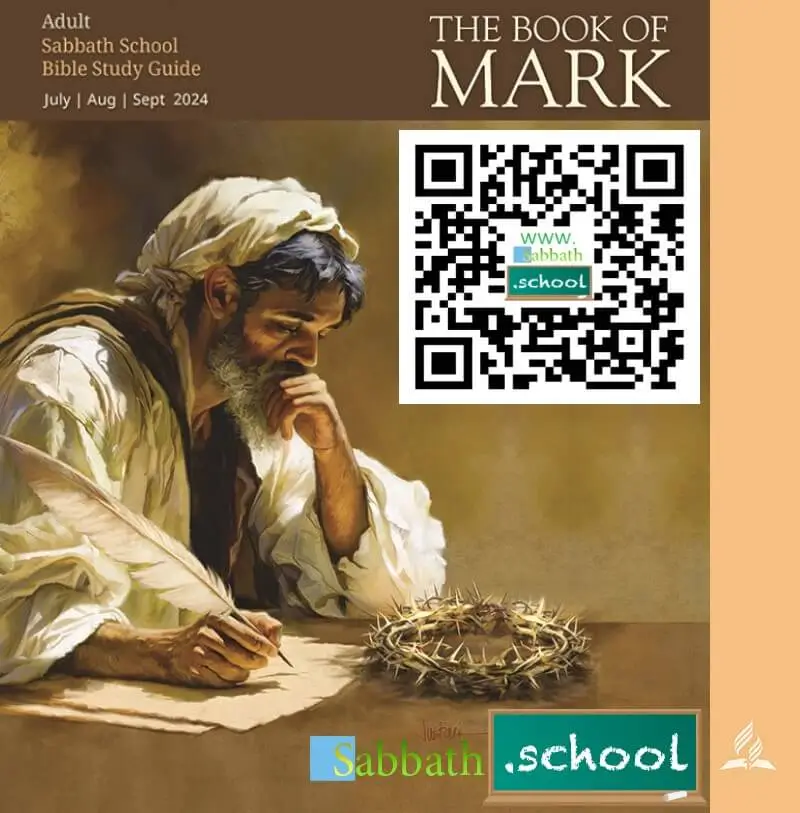 Adult
Sabbath School
Bible Study Guide
July | Aug | Sept 2024
THE BOOK OF
MARK
www.
Sabbath
.school
Sabbath .school